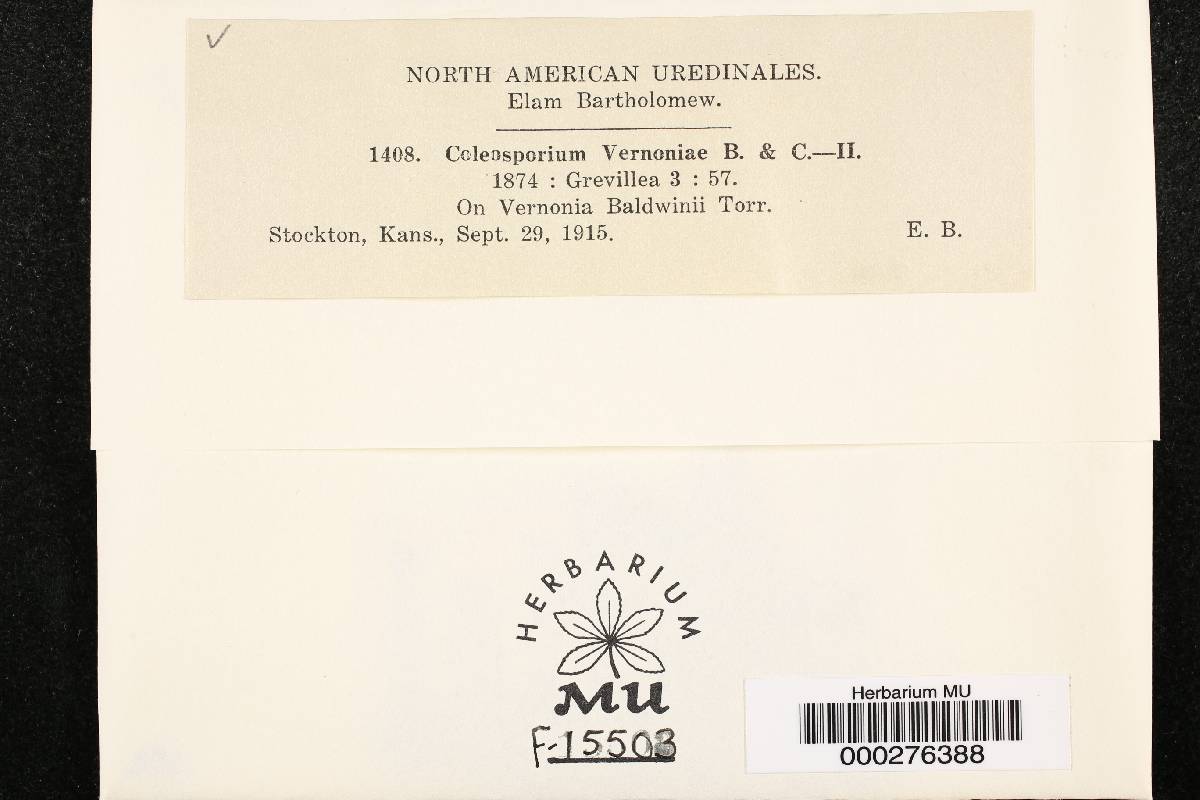 ✓
NORTH AMERICAN UREDINALES.
Elam Bartholomew.
1408. Coleosporium Vernoniae B. & C.—II.
1874 : Grevillea 3 : 57.
On Vernonia Baldwinii Torr.
Stockton, Kans., Sept. 29, 1915. E. B.
HERBARIUM
MU
F-15503
Herbarium MU
000276388